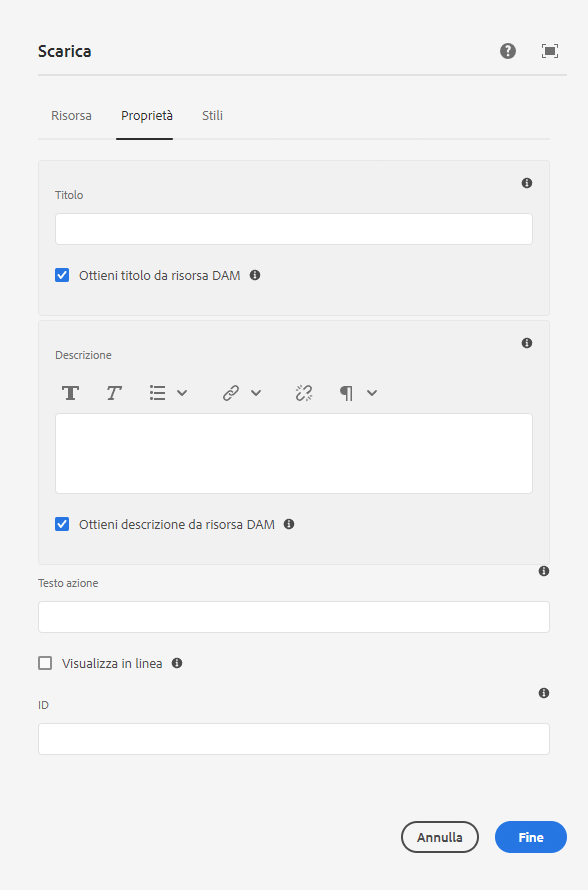 Scarica
Risorsa Proprietà Stili
Titolo
Ottieni titolo da risorsa DAM
Descrizione
Ottieni descrizione da risorsa DAM
Testo azione
Visualizza in linea
ID
Annulla Fine